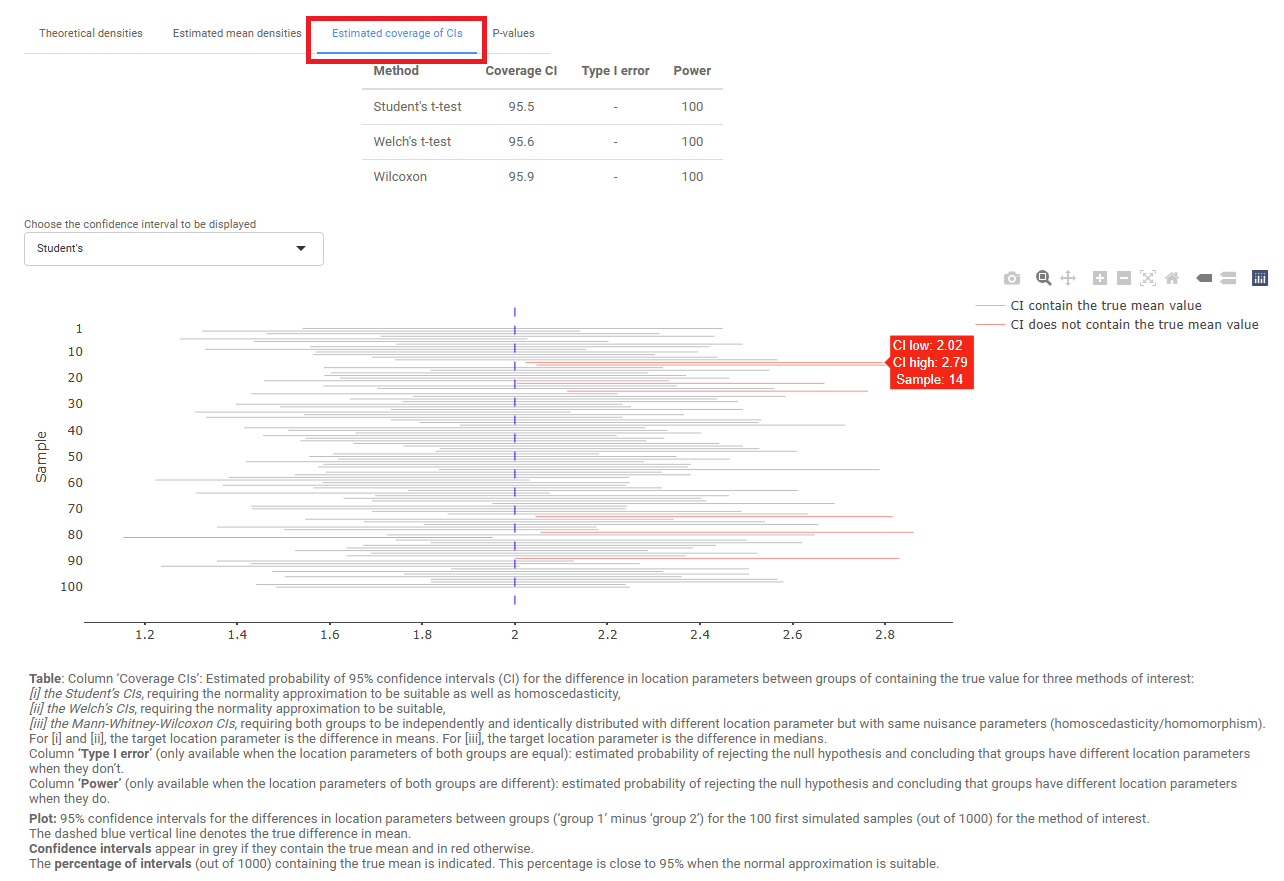 Theoretical densities Estimated mean densities Estimated coverage of CIs P-values
Method Coverage CI Type I error Power
Student's t-test 95.5 - 100
Welch's t-test 95.6 - 100
Wilcoxon 95.9 - 100
Choose the confidence interval to be displayed
Student's
CI contain the true mean value
CI does not contain the true mean value
CI low: 2.02
CI high: 2.79
Sample: 14
Sample
1
10
20
30
40
50
60
70
80
90
100
1.2 1.4 1.6 1.8 2 2.2 2.4 2.6 2.8
Table: Column ‘Coverage CIs’: Estimated probability of 95% confidence intervals (CI) for the difference in location parameters between groups of containing the true value for three methods of interest:
[i] the Student’s CIs, requiring the normality approximation to be suitable as well as homoscedasticity,
[ii] the Welch’s CIs, requiring the normality approximation to be suitable,
[iii] the Mann-Whitney-Wilcoxon CIs, requiring both groups to be independently and identically distributed with different location parameter but with same nuisance parameters (homoscedasticity/homomorphism).
For [i] and [ii], the target location parameter is the difference in means. For [iii], the target location parameter is the difference in medians.
Column ‘Type I error’ (only available when the location parameters of both groups are equal): estimated probability of rejecting the null hypothesis and concluding that groups have different location parameters
when they don’t.
Column ‘Power’ (only available when the location parameters of both groups are different): estimated probability of rejecting the null hypothesis and concluding that groups have different location parameters
when they do.
Plot: 95% confidence intervals for the differences in location parameters between groups (‘group 1’ minus ‘group 2’) for the 100 first simulated samples (out of 1000) for the method of interest.
The dashed blue vertical line denotes the true difference in mean.
Confidence intervals appear in grey if they contain the true mean and in red otherwise.
The percentage of intervals (out of 1000) containing the true mean is indicated. This percentage is close to 95% when the normal approximation is suitable.